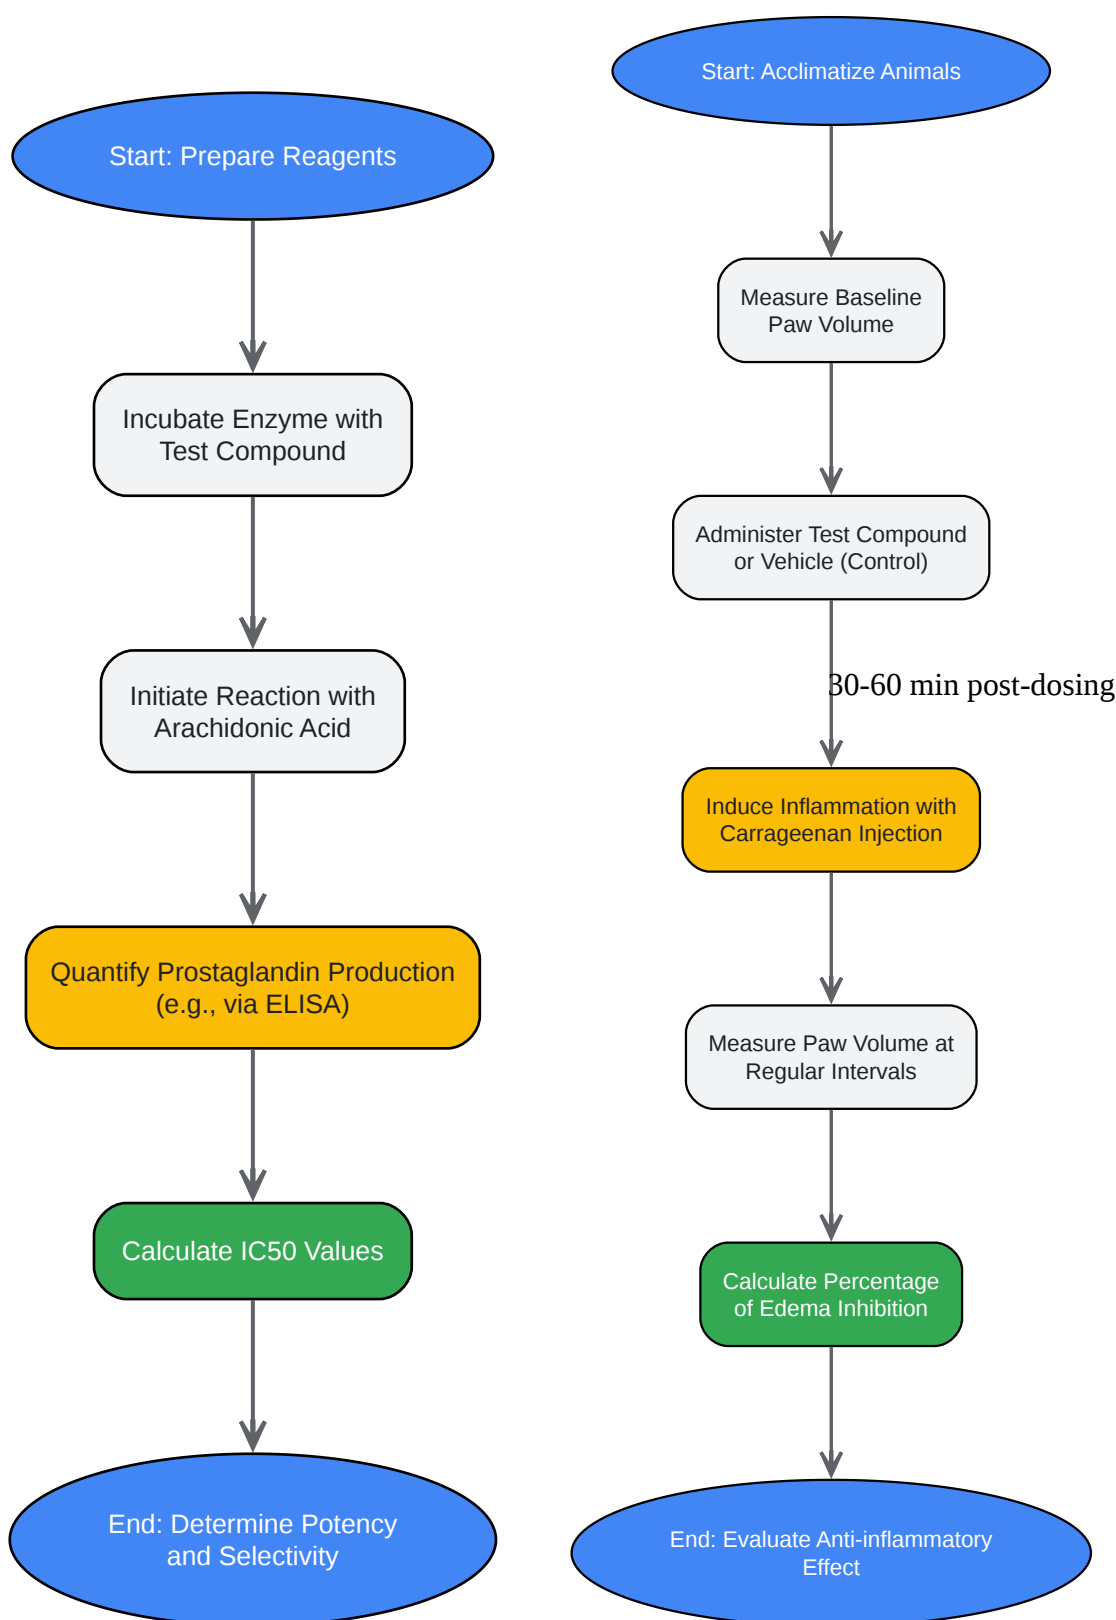 Start: Prepare Reagents
Incubate Enzyme with
Test Compound
Initiate Reaction with
Arachidonic Acid
Quantify Prostaglandin Production
(e.g., via ELISA)
Calculate IC50 Values
End: Determine Potency
and Selectivity
Start: Acclimatize Animals
Measure Baseline
Paw Volume
Administer Test Compound
or Vehicle (Control)
30-60 min post-dosing
Induce Inflammation with
Carrageenan Injection
Measure Paw Volume at
Regular Intervals
Calculate Percentage
of Edema Inhibition
End: Evaluate Anti-inflammatory
Effect